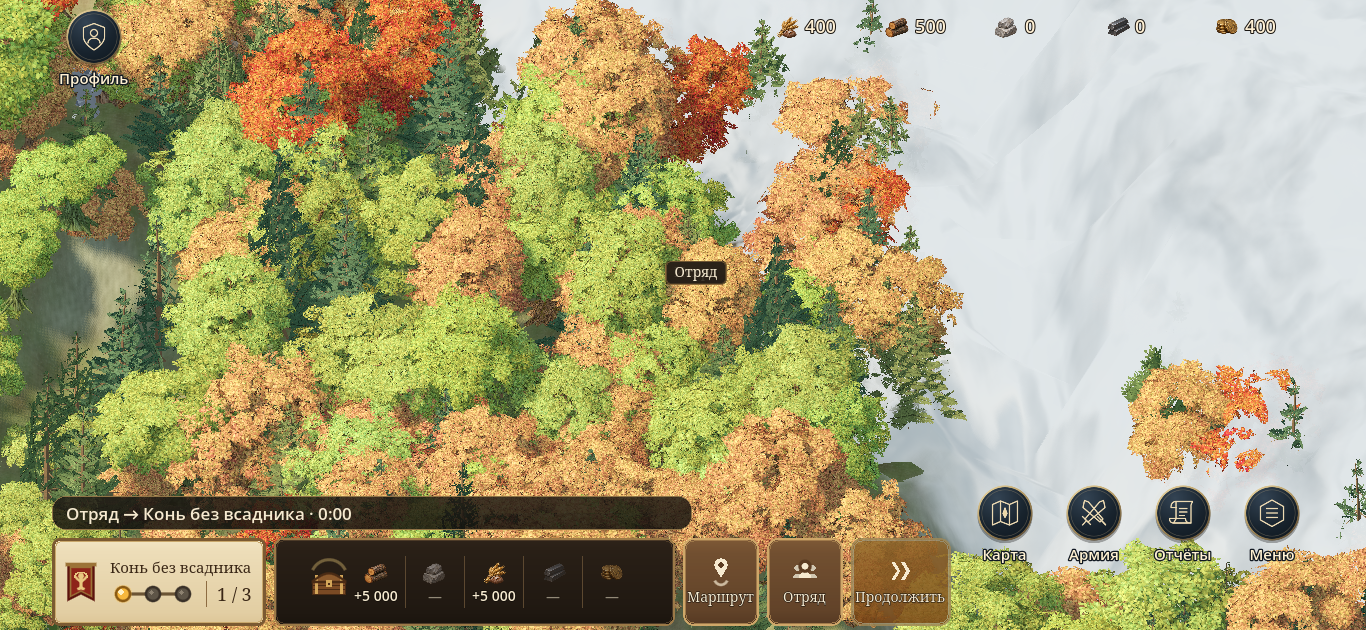 400
500
0
0
400
Профиль
Отряд
Отряд → Конь без всадника · 0:00
Карта
Армия
Отчёты
Меню
Конь без всадника
1 / 3
+5 000
—
+5 000
—
—
Маршрут
Отряд
Продолжить